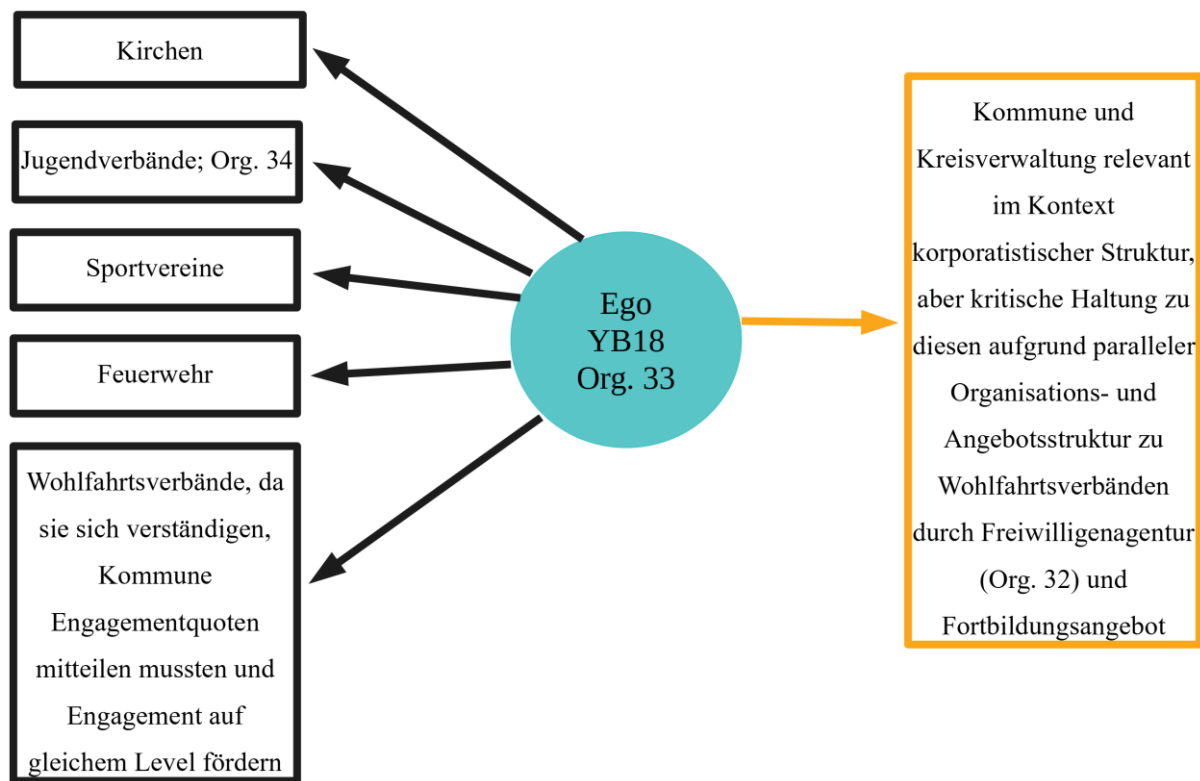 Kirchen
Jugendverbände; Org. 34
Sportvereine
Feuerwehr
Wohlfahrtsverbände, da
sie sich verständigen,
Kommune
Engagementquoten
mitteilen mussten und
Engagement auf
gleichem Level fördern
Ego
YB18
Org. 33
Kommune und
Kreisverwaltung relevant
im Kontext
korporatistischer Struktur,
aber kritische Haltung zu
diesen aufgrund paralleler
Organisations- und
Angebotsstruktur zu
Wohlfahrtsverbänden
durch Freiwilligenagentur
(Org. 32) und
Fortbildungsangebot